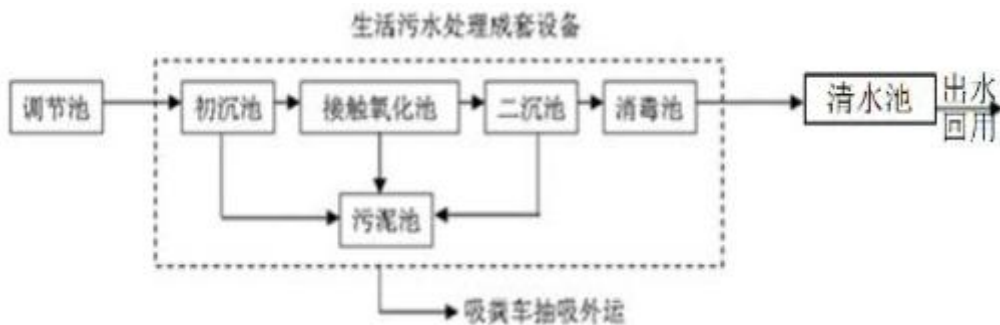 生活污水处理成套设备
调节池
初沉池
接触氧化池
二沉池
消毒池
清水池
出水
回用
污泥池
吸粪车抽吸外运